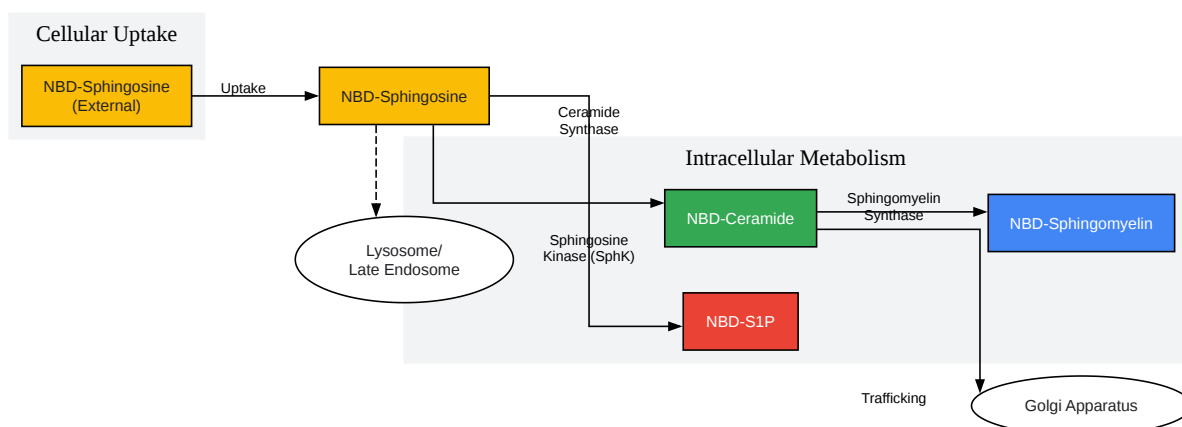 Cellular Uptake
NBD-Sphingosine
(External)
Uptake
NBD-Sphingosine
Ceramide
Synthase
Intracellular Metabolism
NBD-Ceramide
Sphingomyelin
Synthase
NBD-Sphingomyelin
Lysosome/
Late Endosome
Sphingosine
Kinase (SphK)
NBD-S1P
Trafficking
Golgi Apparatus